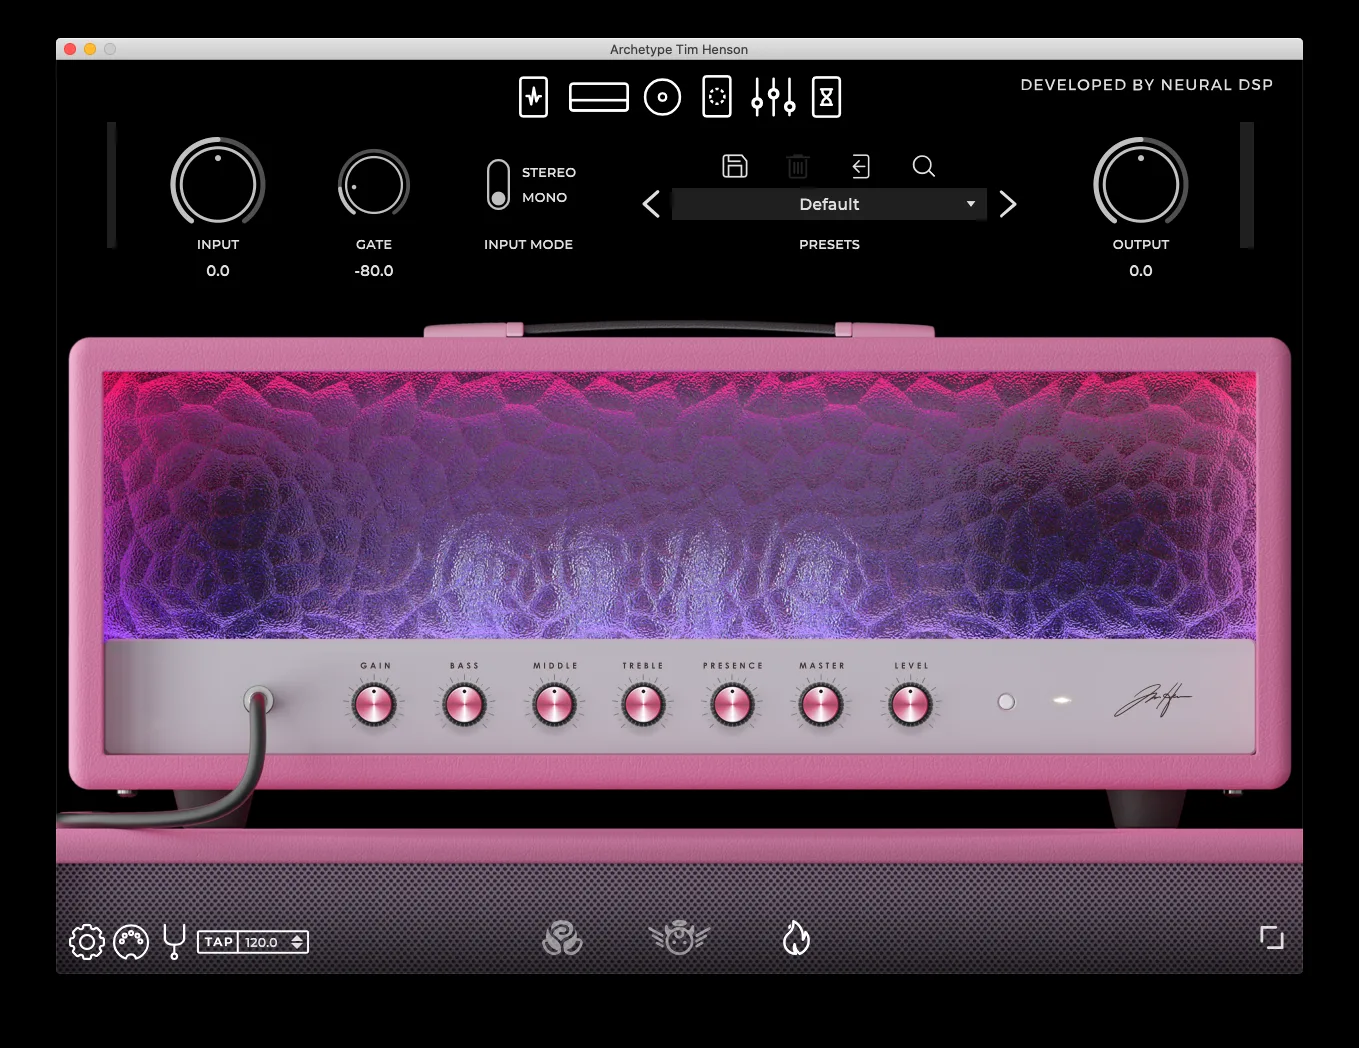 Archetype Tim Henson
DEVELOPED BY NEURAL DSP
STEREO
MONO
Default
INPUT
GATE
INPUT MODE
PRESETS
OUTPUT
0.0
-80.0
0.0
GAIN
BASS
MIDDLE
TREBLE
PRESENCE
MASTER
LEVEL
TAP
120.0